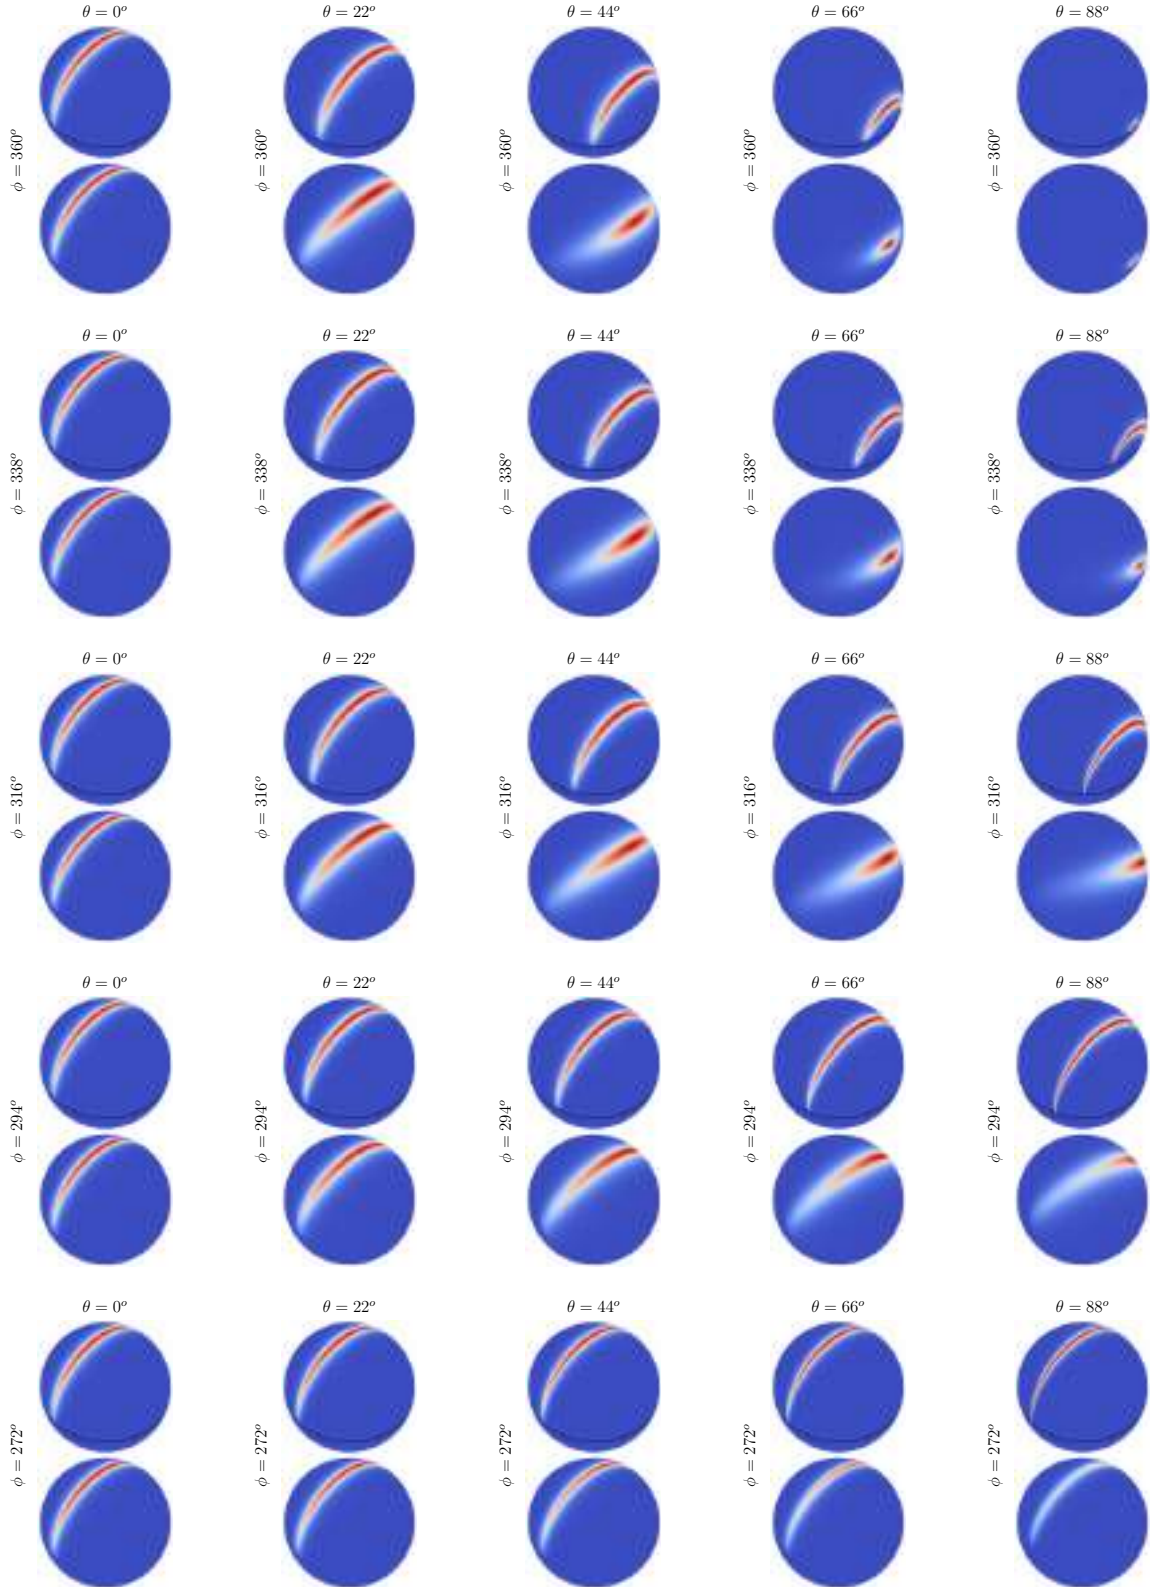 θ = 0° θ = 22° θ = 44° θ = 66° θ = 88°
ϕ = 360° ϕ = 360° ϕ = 360° ϕ = 360° ϕ = 360°
θ = 0° θ = 22° θ = 44° θ = 66° θ = 88°
ϕ = 338° ϕ = 338° ϕ = 338° ϕ = 338° ϕ = 338°
θ = 0° θ = 22° θ = 44° θ = 66° θ = 88°
ϕ = 316° ϕ = 316° ϕ = 316° ϕ = 316° ϕ = 316°
θ = 0° θ = 22° θ = 44° θ = 66° θ = 88°
ϕ = 294° ϕ = 294° ϕ = 294° ϕ = 294° ϕ = 294°
θ = 0° θ = 22° θ = 44° θ = 66° θ = 88°
ϕ = 272° ϕ = 272° ϕ = 272° ϕ = 272° ϕ = 272°